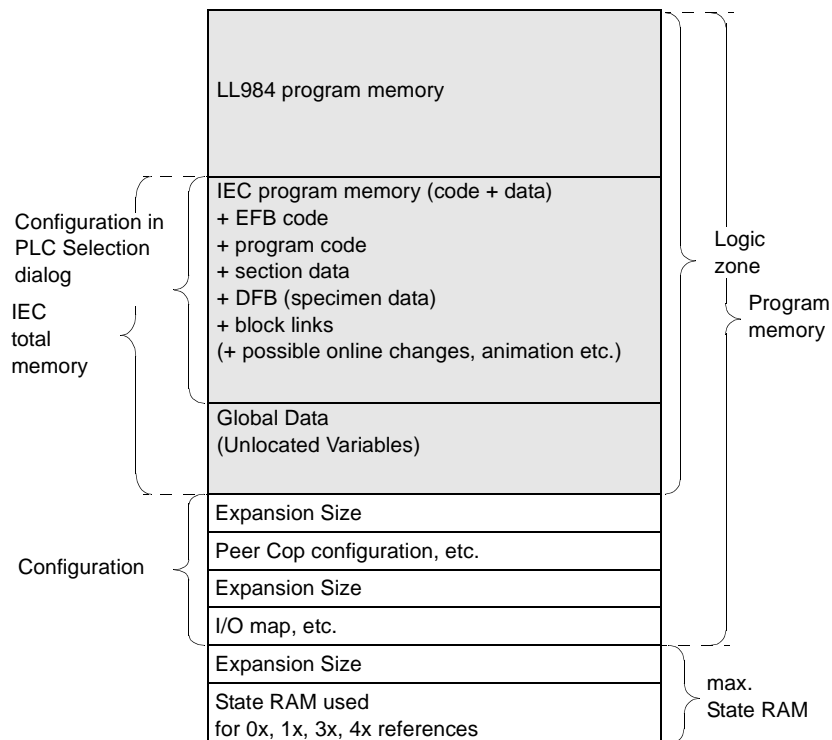 LL984 program memory
IEC program memory (code + data)
+ EFB code
+ program code
+ section data
+ DFB (specimen data)
+ block links
(+ possible online changes, animation etc.)
Global Data
(Unlocated Variables)
Expansion Size
Peer Cop configuration, etc.
Expansion Size
I/O map, etc.
Expansion Size
State RAM used
for 0x, 1x, 3x, 4x references
Configuration in
PLC Selection
dialog
IEC
total
memory
Configuration
Logic
zone
Program
memory
max.
State RAM